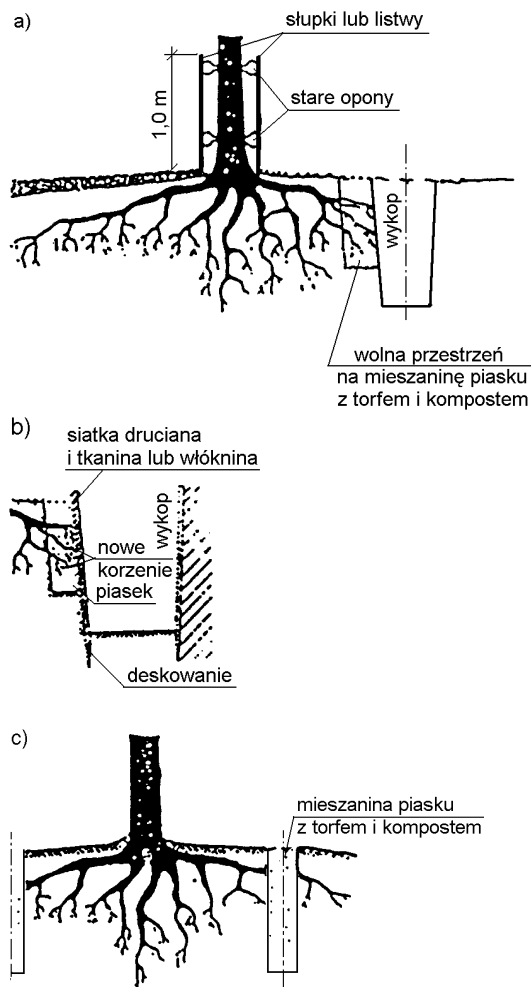 a)
słupki lub listwy
stare opony
1,0 m
wykop
wolna przestrzeń
na mieszaninę piasku
z torfem i kompostem
b)
siatka druciana
i tkanina lub włóknina
wykop
nowe
korzenie
piasek
deskowanie
c)
mieszanina piasku
z torfem i kompostem